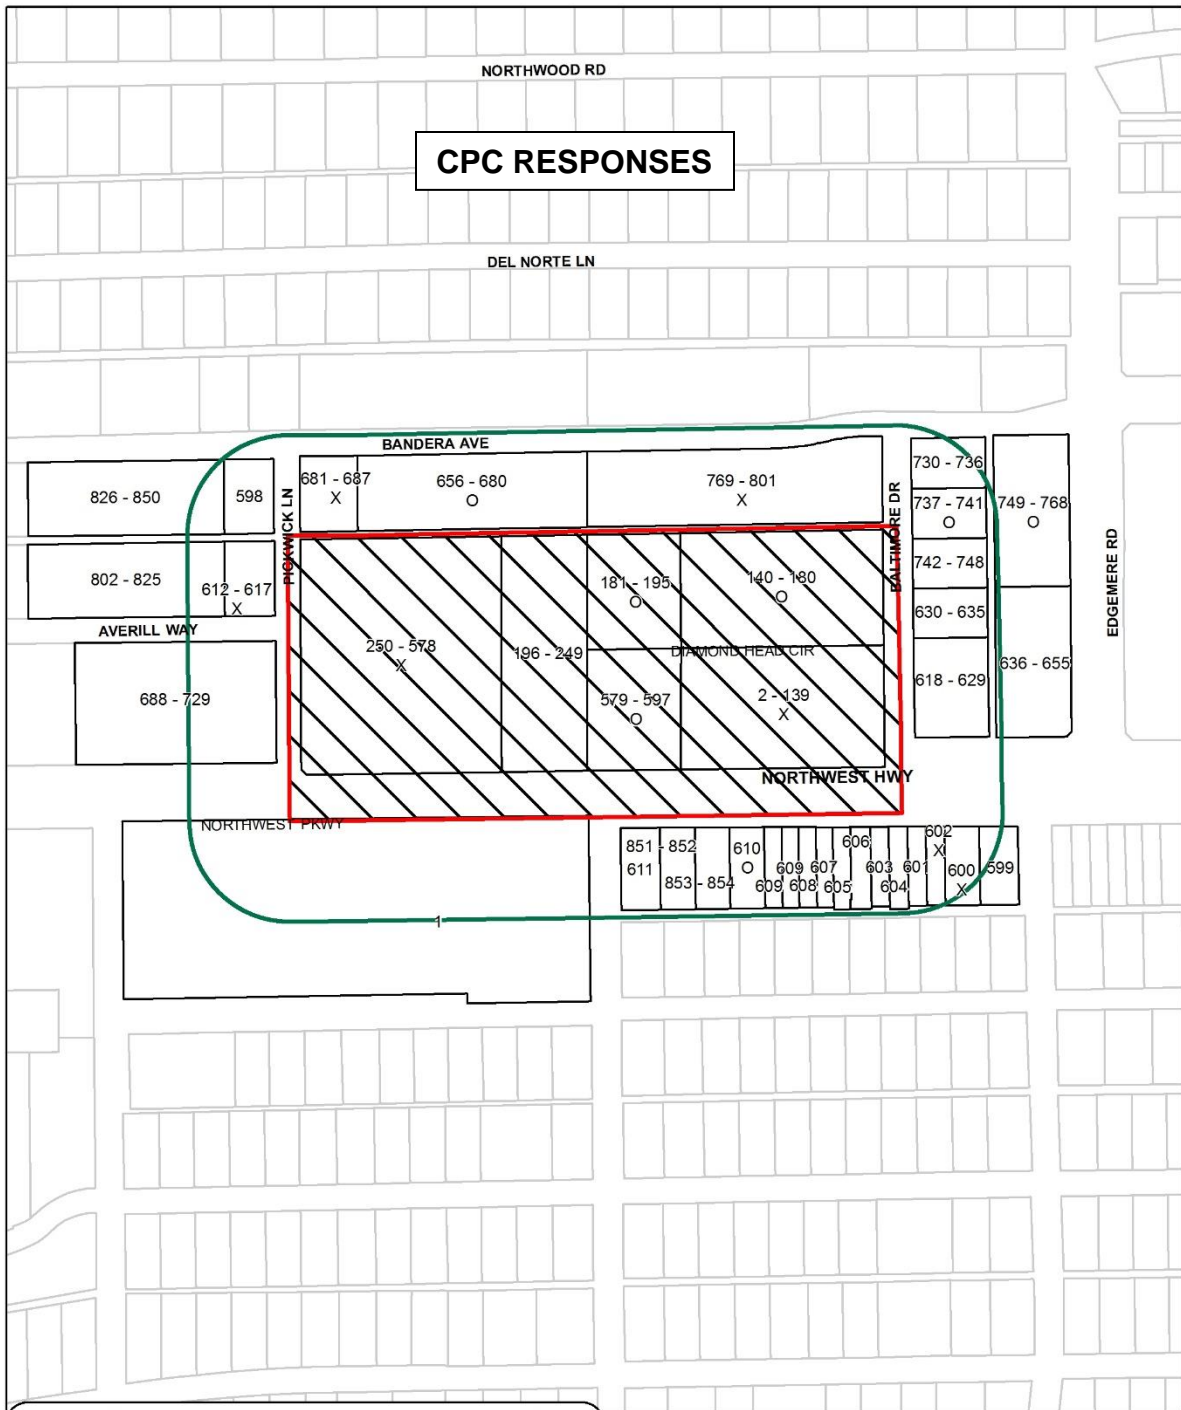 NORTHWOOD RD
CPC RESPONSES
DEL NORTE LN
BANDERA AVE
681 - 687
X
656 - 680
O
769 - 801
X
730 - 736
826 - 850
598
PICKWICK LN
BALTIMORE DR
737 - 741
O
749 - 768
O
802 - 825
612 - 617
X
181 - 195
O
140 - 180
O
742 - 748
EDGEMERE RD
630 - 635
AVERILL WAY
250 - 578
X
196 - 249
DIAMOND HEAD CIR
636 - 655
688 - 729
579 - 597
O
2 - 139
X
618 - 629
NORTHWEST HWY
NORTHWEST PKWY
851 - 852
611
853 - 854
610
O
609
609
608
607
605
606
603
604
601
602
X
600
X
599
1